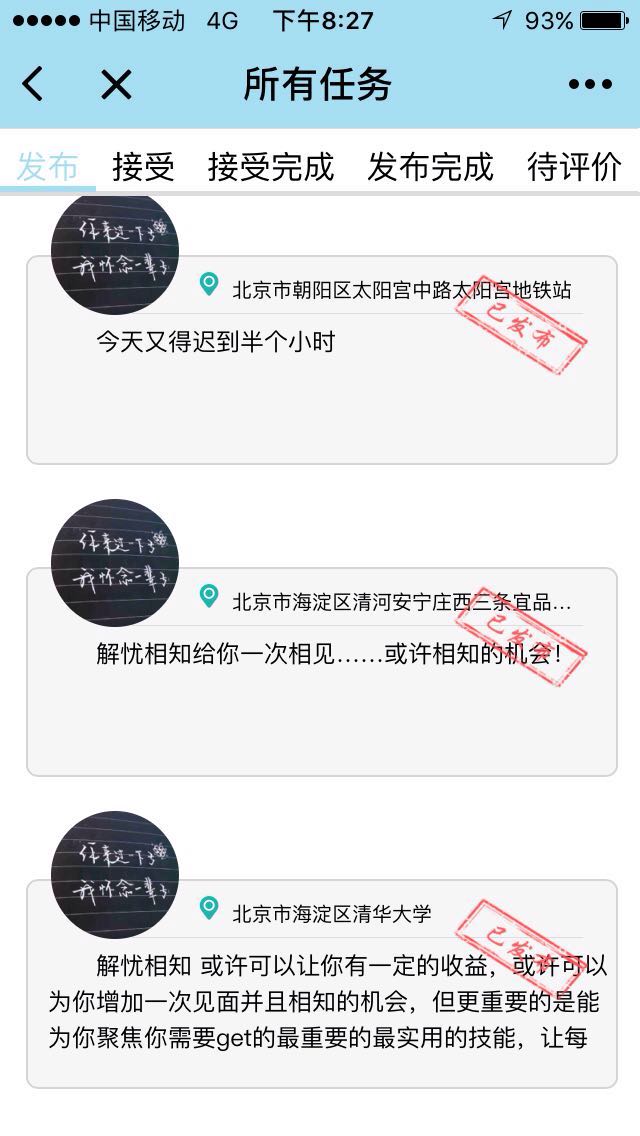 中国移动 4G 下午8:27 93%
所有任务
发布 接受 接受完成 发布完成 待评价
你来过一下子
我怀念一辈子
北京市朝阳区太阳宫中路太阳宫地铁站
已发布
今天又得迟到半个小时
你来过一下子
我怀念一辈子
北京市海淀区清河安宁庄西三条宜品...
已发布
解忧相知给你一次相见……或许相知的机会！
你来过一下子
我怀念一辈子
北京市海淀区清华大学
已发布
解忧相知 或许可以让你有一定的收益，或许可以
为你增加一次见面并且相知的机会，但更重要的是能
为你聚焦你需要get的最重要的最实用的技能，让每